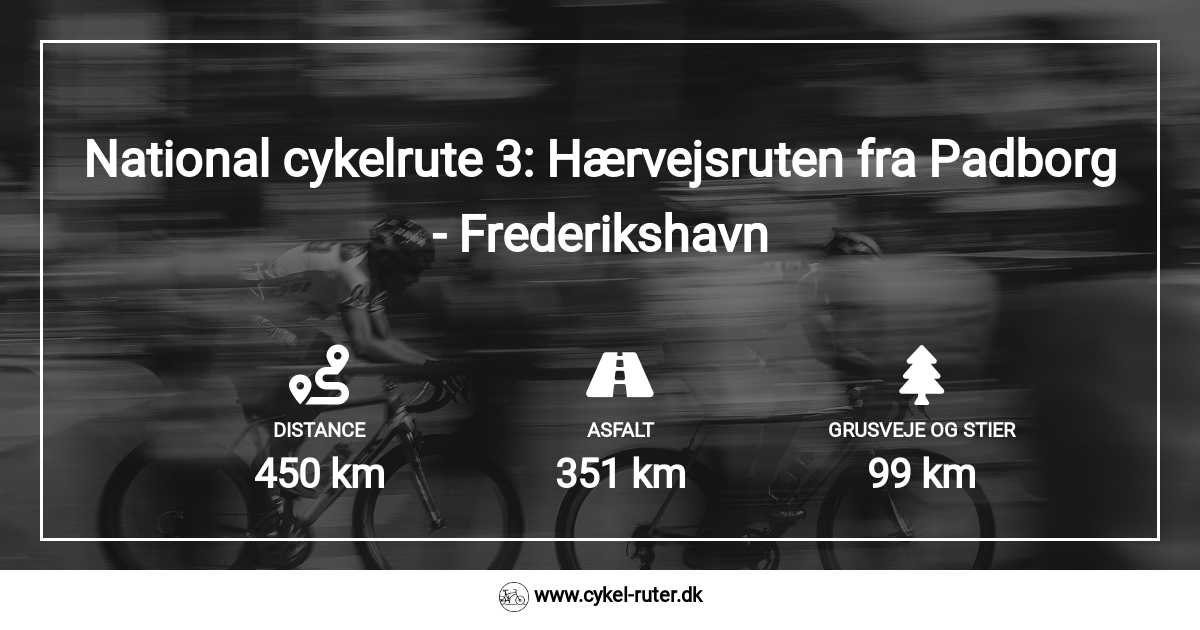 National cykelrute 3: Hærvejsruten fra Padborg
- Frederikshavn
DISTANCE
450 km
ASFALT
351 km
GRUSVEJE OG STIER
99 km
www.cykel-ruter.dk